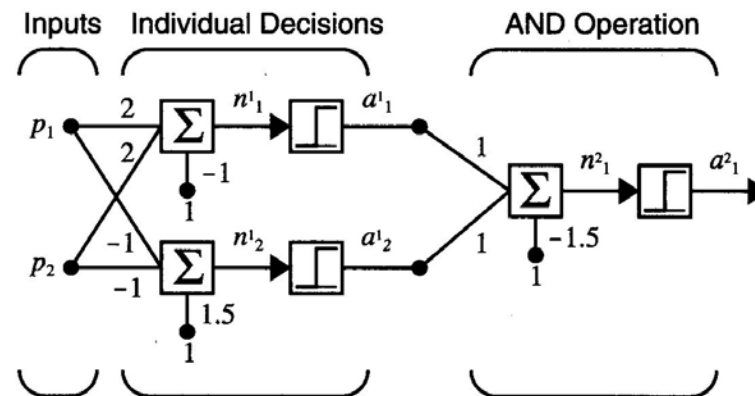 Inputs Individual Decisions AND Operation
p₁ 2 Σ n¹₁ a¹₁
2 -1 1
1
1 Σ n²₁ a²₁
-1 -1.5
p₂ -1 Σ n¹₂ a¹₂ 1
1.5 1
1